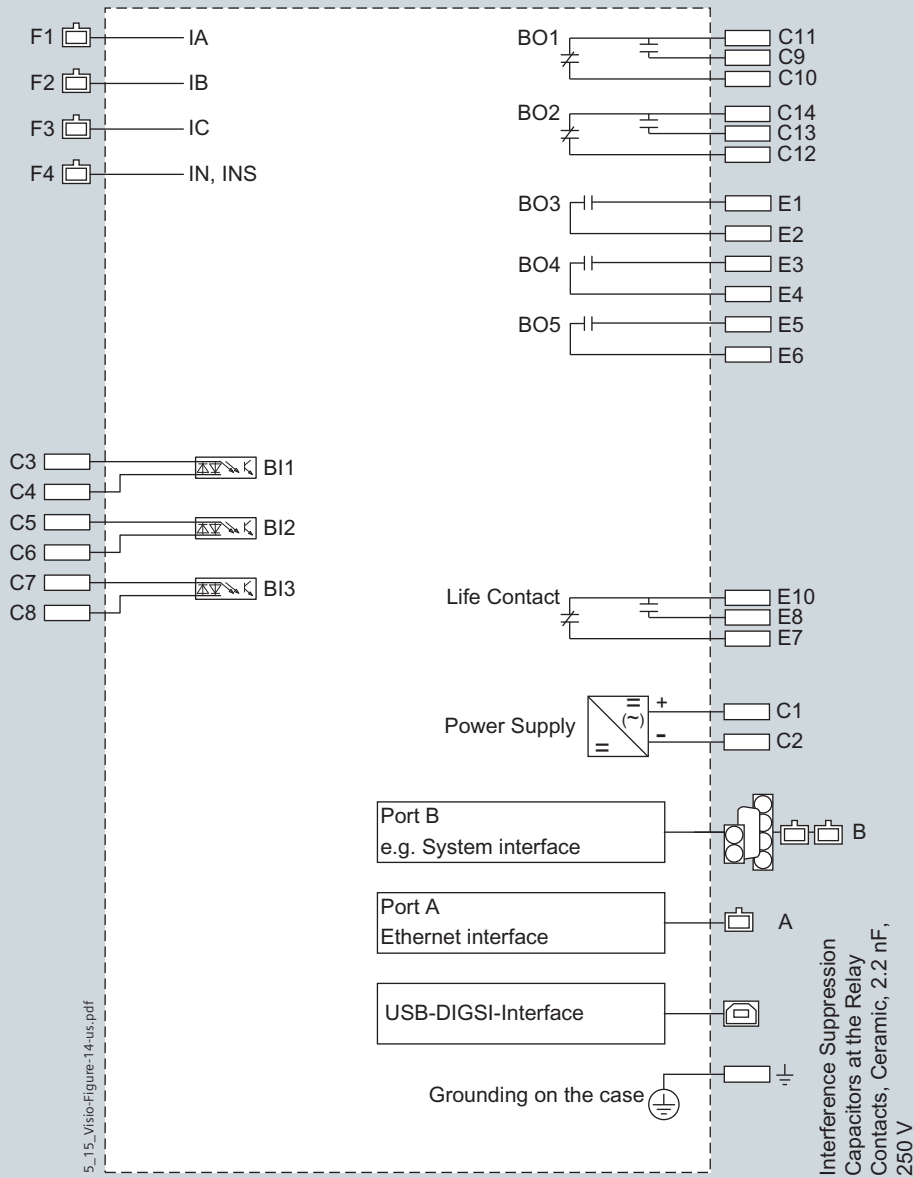 F1 IA
F2 IB
F3 IC
F4 IN, INS
BO1 C11
C9
C10
BO2 C14
C13
C12
BO3 E1
E2
BO4 E3
E4
BO5 E5
E6
C3 BI1
C4
C5 BI2
C6
C7 BI3
C8
Life Contact E10
E8
E7
Power Supply = (~) = + - C1
C2
Port B
e.g. System interface
B
Port A
Ethernet interface
A
USB-DIGSI-Interface
Grounding on the case
5_15_Visio-Figure-14-us.pdf
Interference Suppression
Capacitors at the Relay
Contacts, Ceramic, 2.2 nF,
250 V